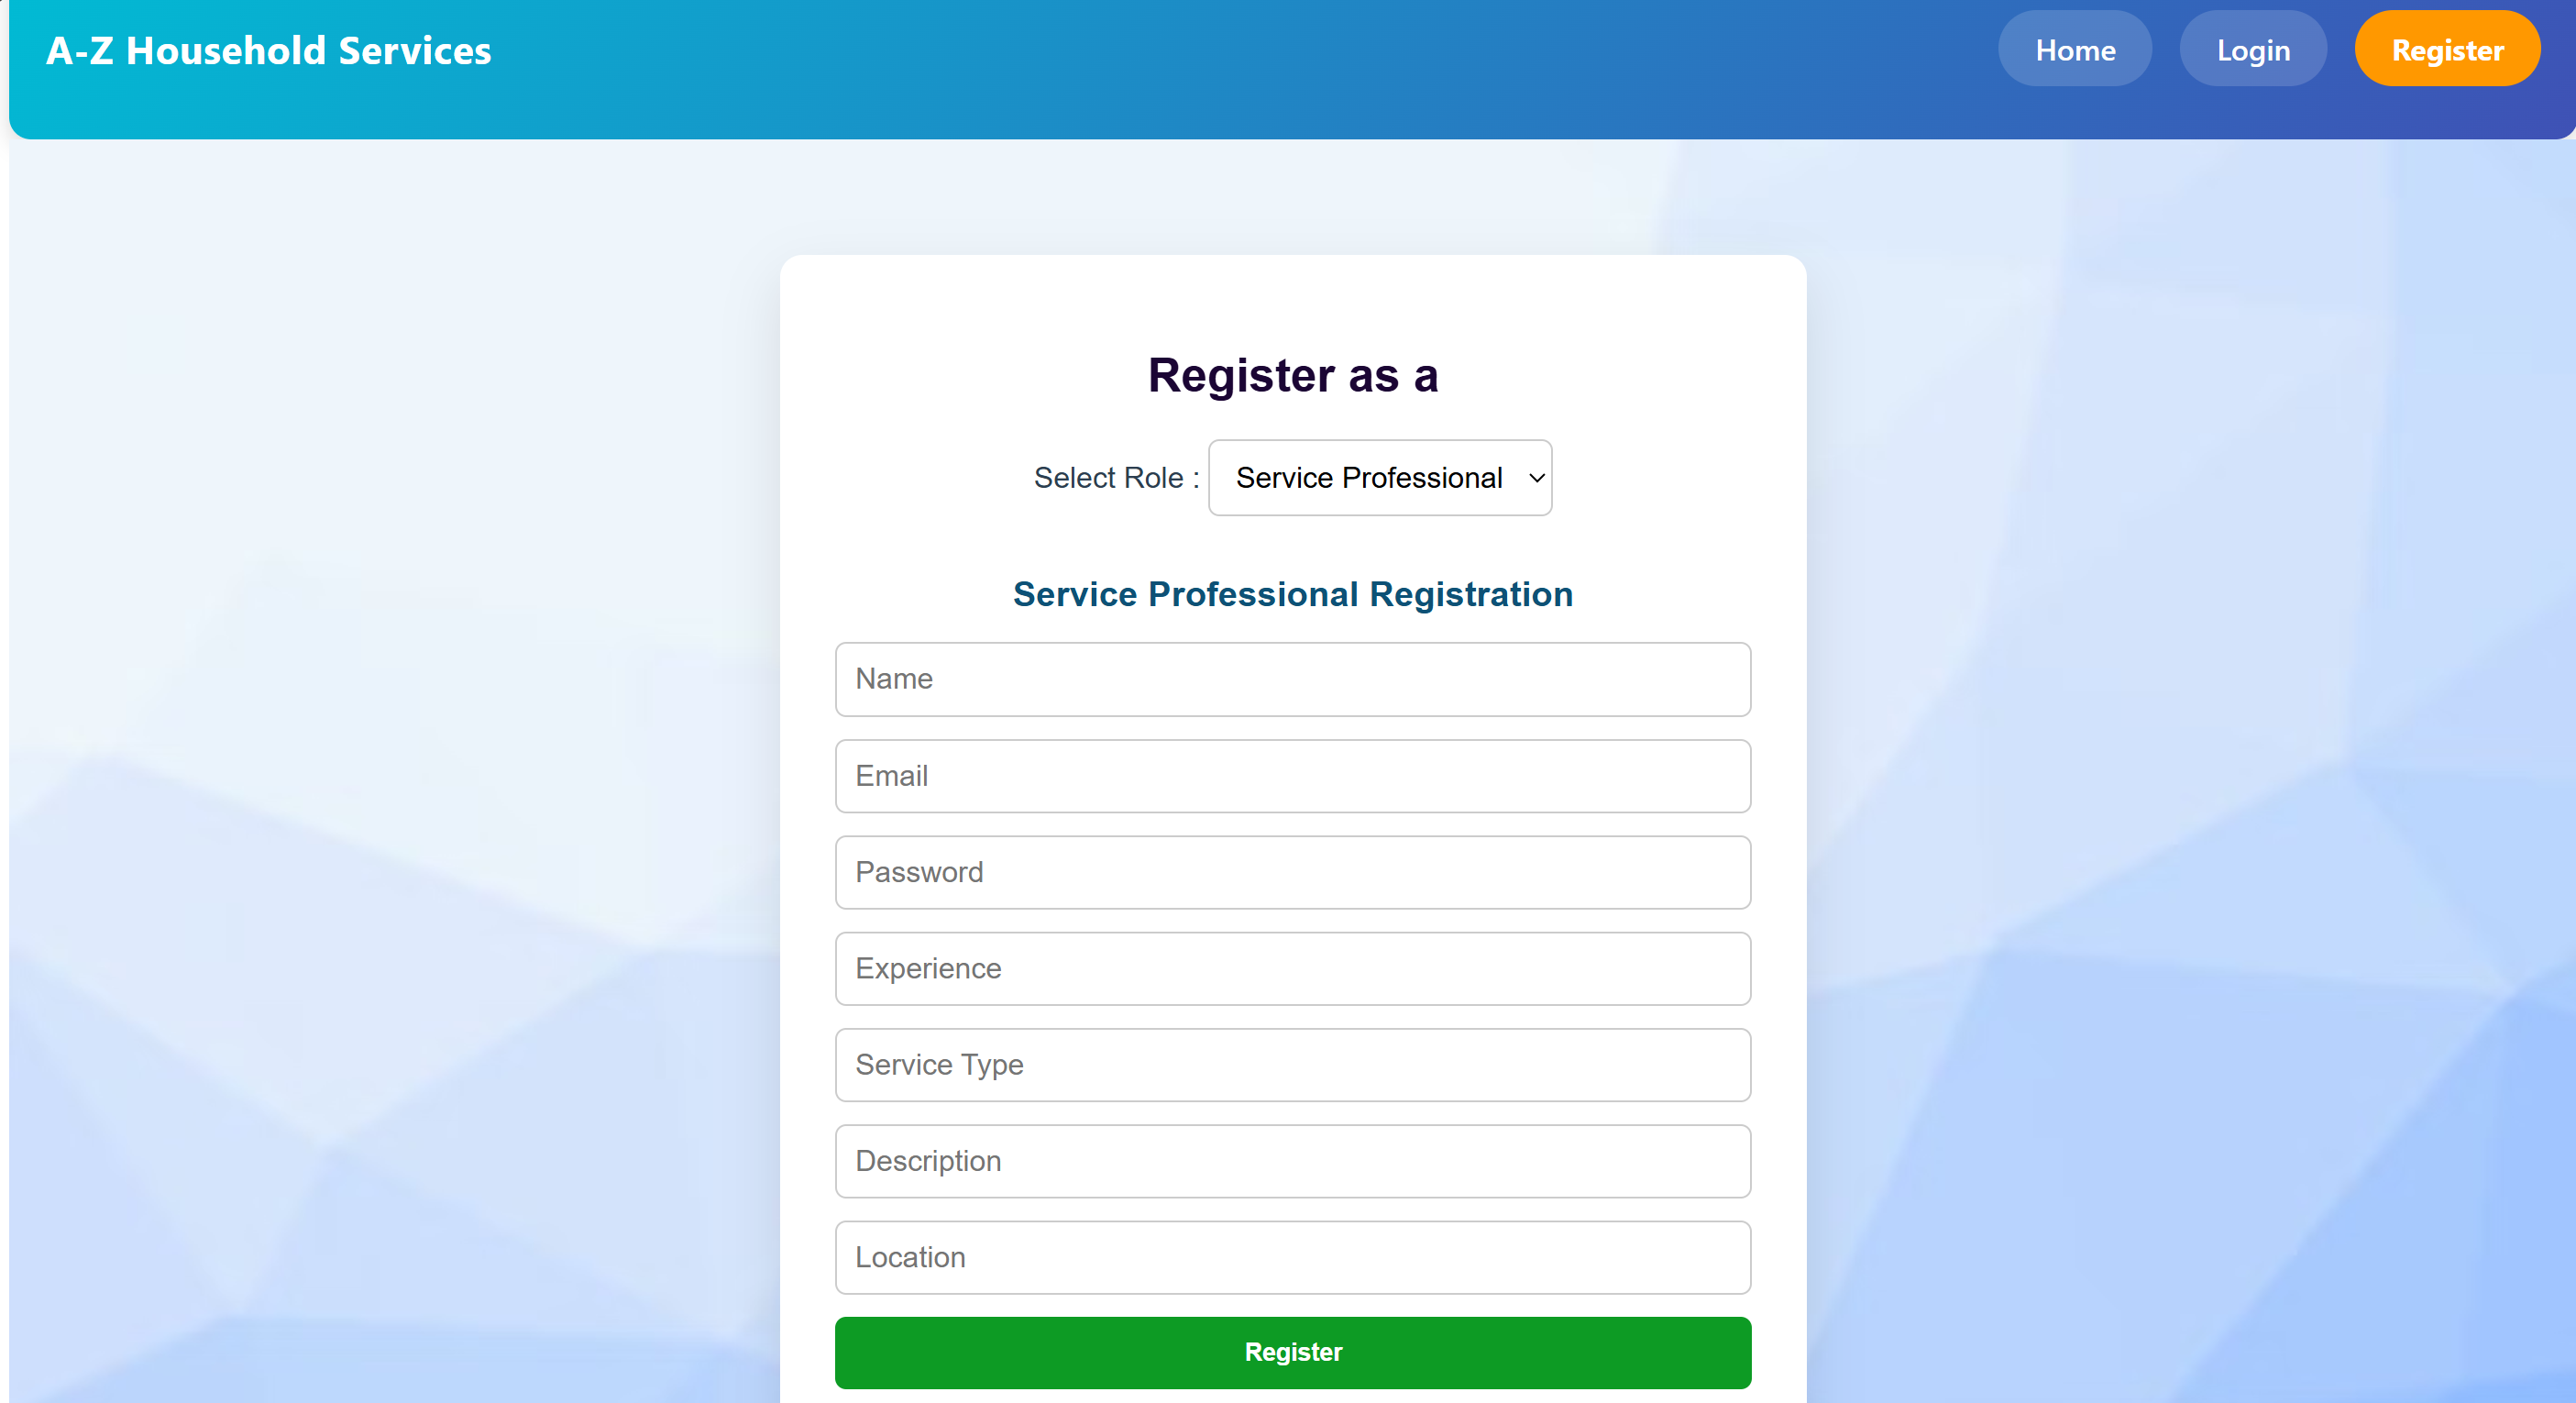 A-Z Household Services
Home Login Register
Register as a
Select Role : Service Professional
Service Professional Registration
Name
Email
Password
Experience
Service Type
Description
Location
Register